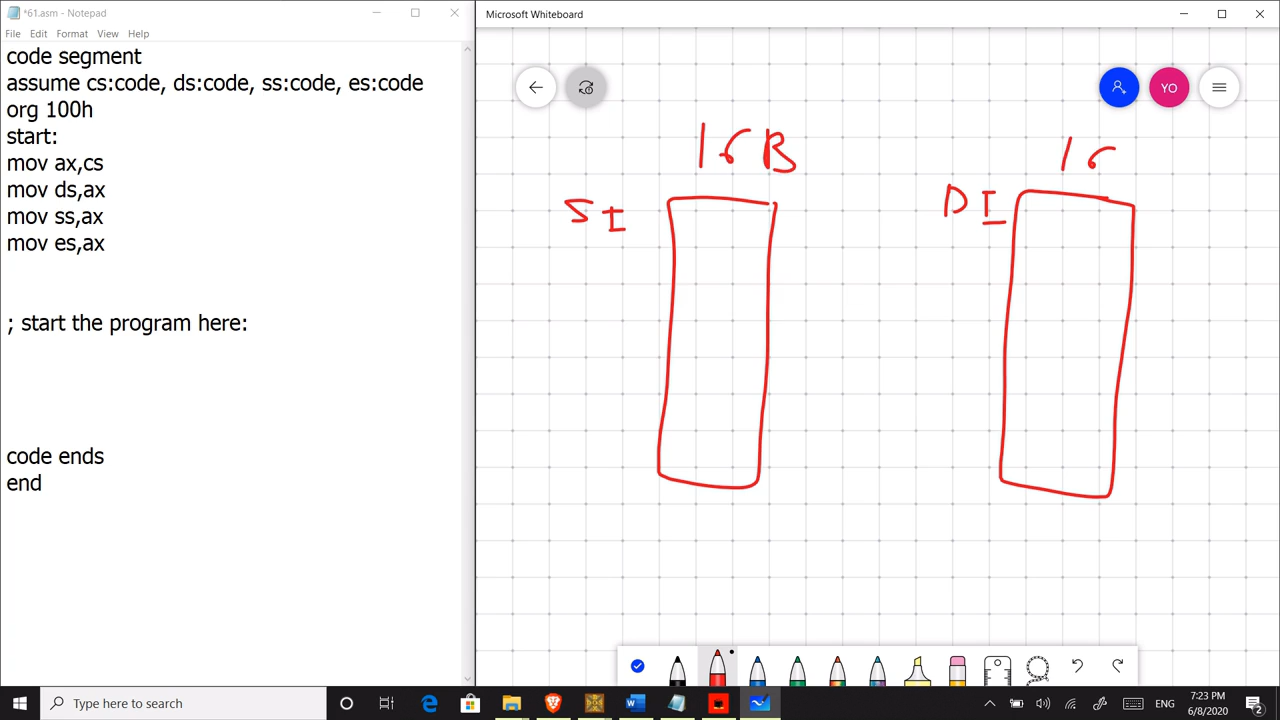 *61.asm - Notepad
File Edit Format View Help
code segment
assume cs:code, ds:code, ss:code, es:code
org 100h
start:
mov ax,cs
mov ds,ax
mov ss,ax
mov es,ax
; start the program here:
code ends
end
Microsoft Whiteboard
YO
16B
16
SI
DI
Type here to search
ENG
7:23 PM
6/8/2020
2